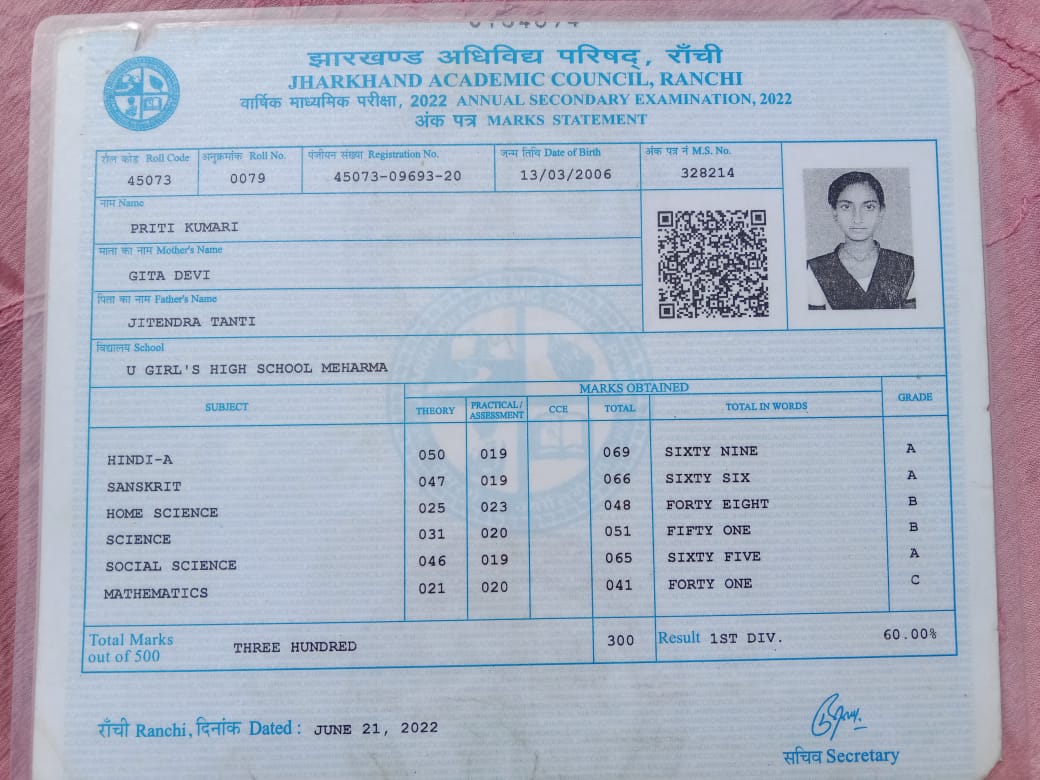 झारखण्ड अधिविद्य परिषद्, राँची
JHARKHAND ACADEMIC COUNCIL, RANCHI
वार्षिक माध्यमिक परीक्षा, 2022 ANNUAL SECONDARY EXAMINATION, 2022
अंक पत्र MARKS STATEMENT
रौल कोड Roll Code अनुक्रमांक Roll No. पंजीयन संख्या Registration No. जन्म तिथि Date of Birth अंक पत्र नं M.S. No.
45073 0079 45073-09693-20 13/03/2006 328214
नाम Name
PRITI KUMARI
माता का नाम Mother's Name
GITA DEVI
पिता का नाम Father's Name
JITENDRA TANTI
विद्यालय School
U GIRL'S HIGH SCHOOL MEHARMA
MARKS OBTAINED
SUBJECT THEORY PRACTICAL / ASSESSMENT CCE TOTAL TOTAL IN WORDS GRADE
HINDI-A 050 019 069 SIXTY NINE A
SANSKRIT 047 019 066 SIXTY SIX A
HOME SCIENCE 025 023 048 FORTY EIGHT B
SCIENCE 031 020 051 FIFTY ONE B
SOCIAL SCIENCE 046 019 065 SIXTY FIVE A
MATHEMATICS 021 020 041 FORTY ONE C
Total Marks out of 500 THREE HUNDRED 300 Result 1ST DIV. 60.00%
राँची Ranchi, दिनांक Dated : JUNE 21, 2022
सचिव Secretary